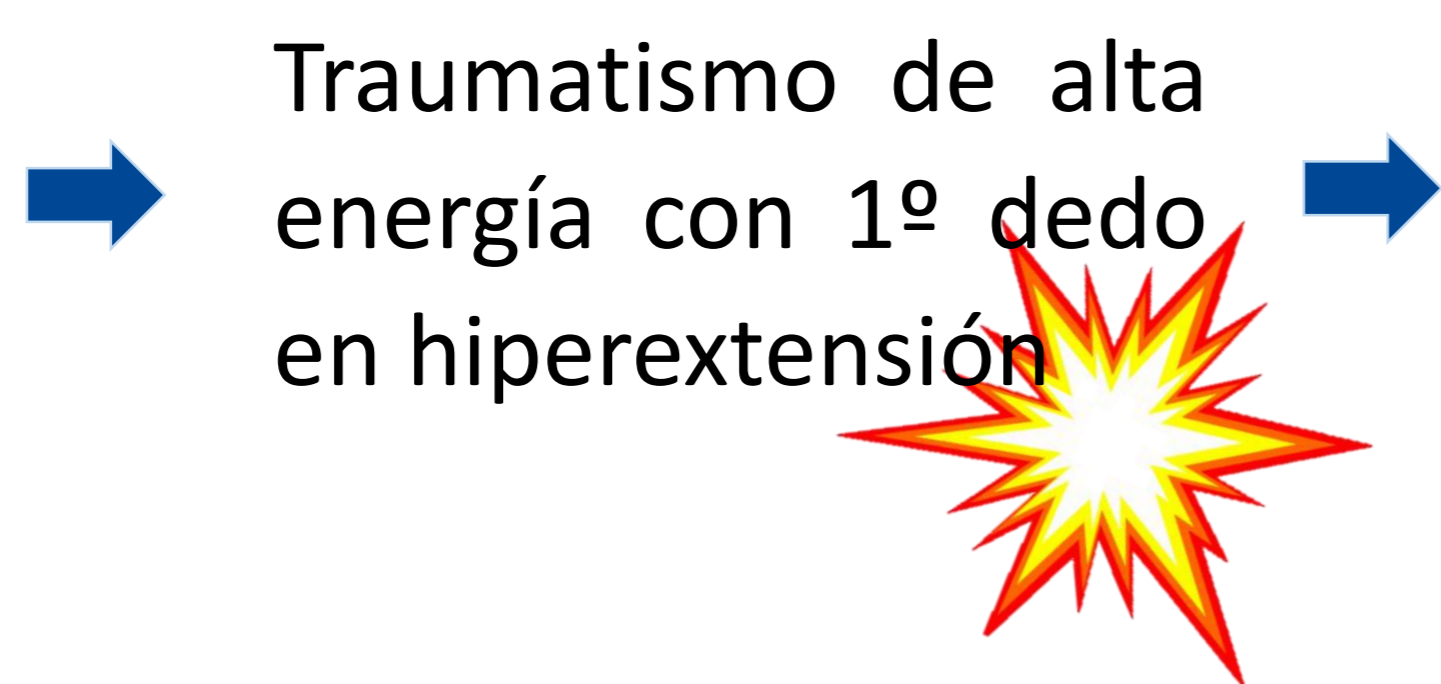 Traumatismo de alta
energía con 1º dedo
en hiperextensión